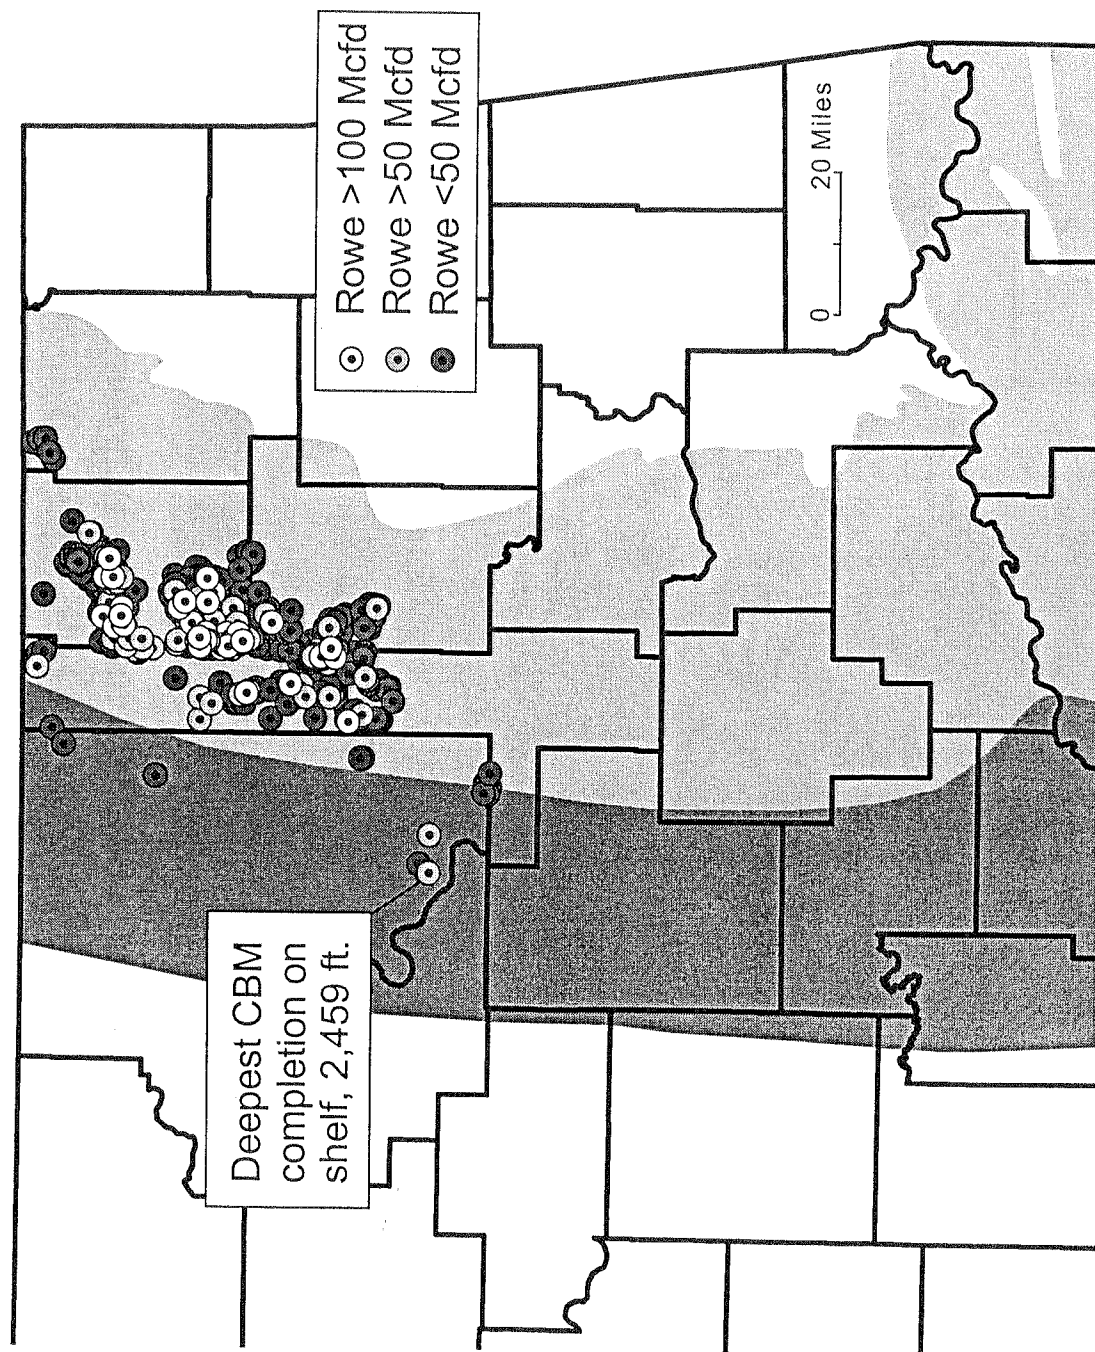 Rowe >100 Mcfd
Rowe >50 Mcfd
Rowe <50 Mcfd
0 20 Miles
Deepest CBM
completion on
shelf, 2,459 ft.